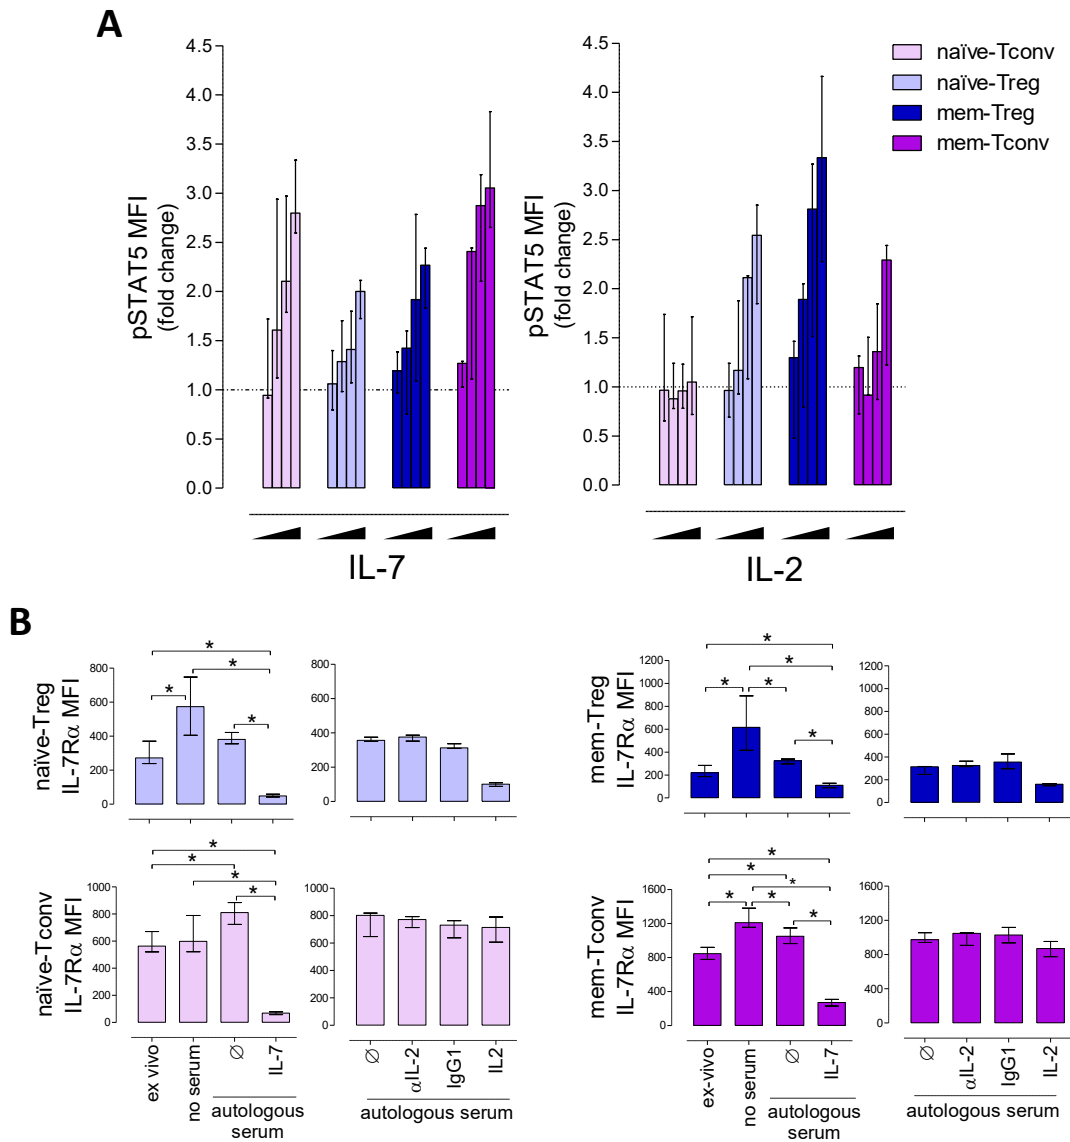 A
4.5
4.0
3.5
3.0
2.5
2.0
1.5
1.0
0.5
0.0
pSTAT5 MFI
(fold change)
IL-7
4.5
4.0
3.5
3.0
2.5
2.0
1.5
1.0
0.5
0.0
pSTAT5 MFI
(fold change)
IL-2
naïve-Tconv
naïve-Treg
mem-Treg
mem-Tconv
B
naïve-Treg
IL-7Rα MFI
800
600
400
200
0
*
*
*
*
800
600
400
200
0
mem-Treg
IL-7Rα MFI
1200
1000
800
600
400
200
0
*
*
*
*
*
1200
1000
800
600
400
200
0
naïve-Tconv
IL-7Rα MFI
1000
800
600
400
200
0
*
*
*
*
ex vivo
no serum
∅
IL-7
autologous
serum
1000
800
600
400
200
0
∅
αIL-2
IgG1
IL2
autologous serum
mem-Tconv
IL-7Rα MFI
1600
1200
800
400
0
*
*
*
*
*
*
ex-vivo
no serum
∅
IL-7
autologous
serum
1600
1200
800
400
0
∅
αIL-2
IgG1
IL-2
autologous serum